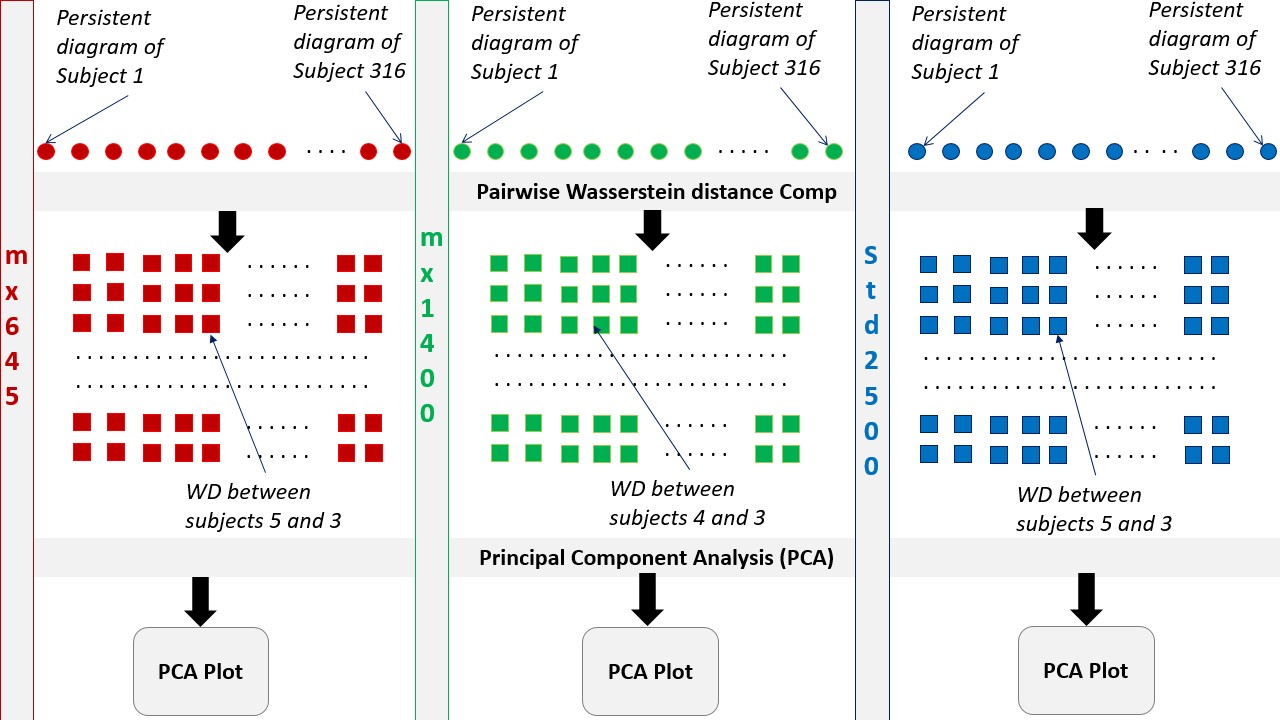 Persistent
diagram of
Subject 1
Persistent
diagram of
Subject 316
Persistent
diagram of
Subject 1
Persistent
diagram of
Subject 316
Persistent
diagram of
Subject 1
Persistent
diagram of
Subject 316
Pairwise Wasserstein distance Comp
mx645
mx1400
Std2500
WD between
subjects 5 and 3
WD between
subjects 4 and 3
WD between
subjects 5 and 3
Principal Component Analysis (PCA)
PCA Plot
PCA Plot
PCA Plot